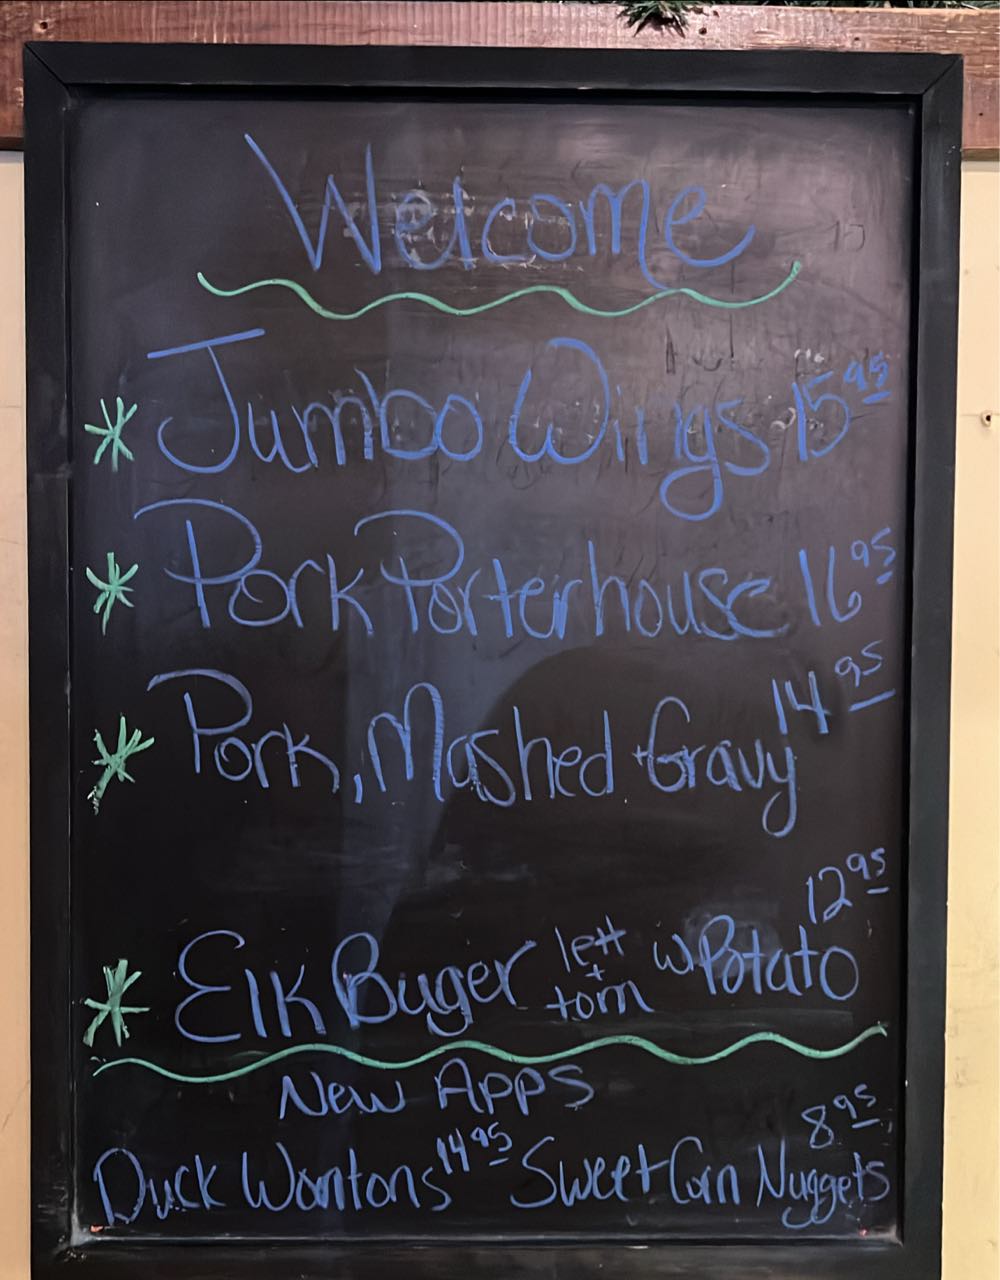 Welcome
* Jumbo Wings 15 95
* Pork Porterhouse 16 95
* Pork, Mashed + Gravy 14 95
12 95
* Elk Buger lett + tom w Potato
New Apps
8 95
Duck Wontons 14 95 Sweet Corn Nuggets